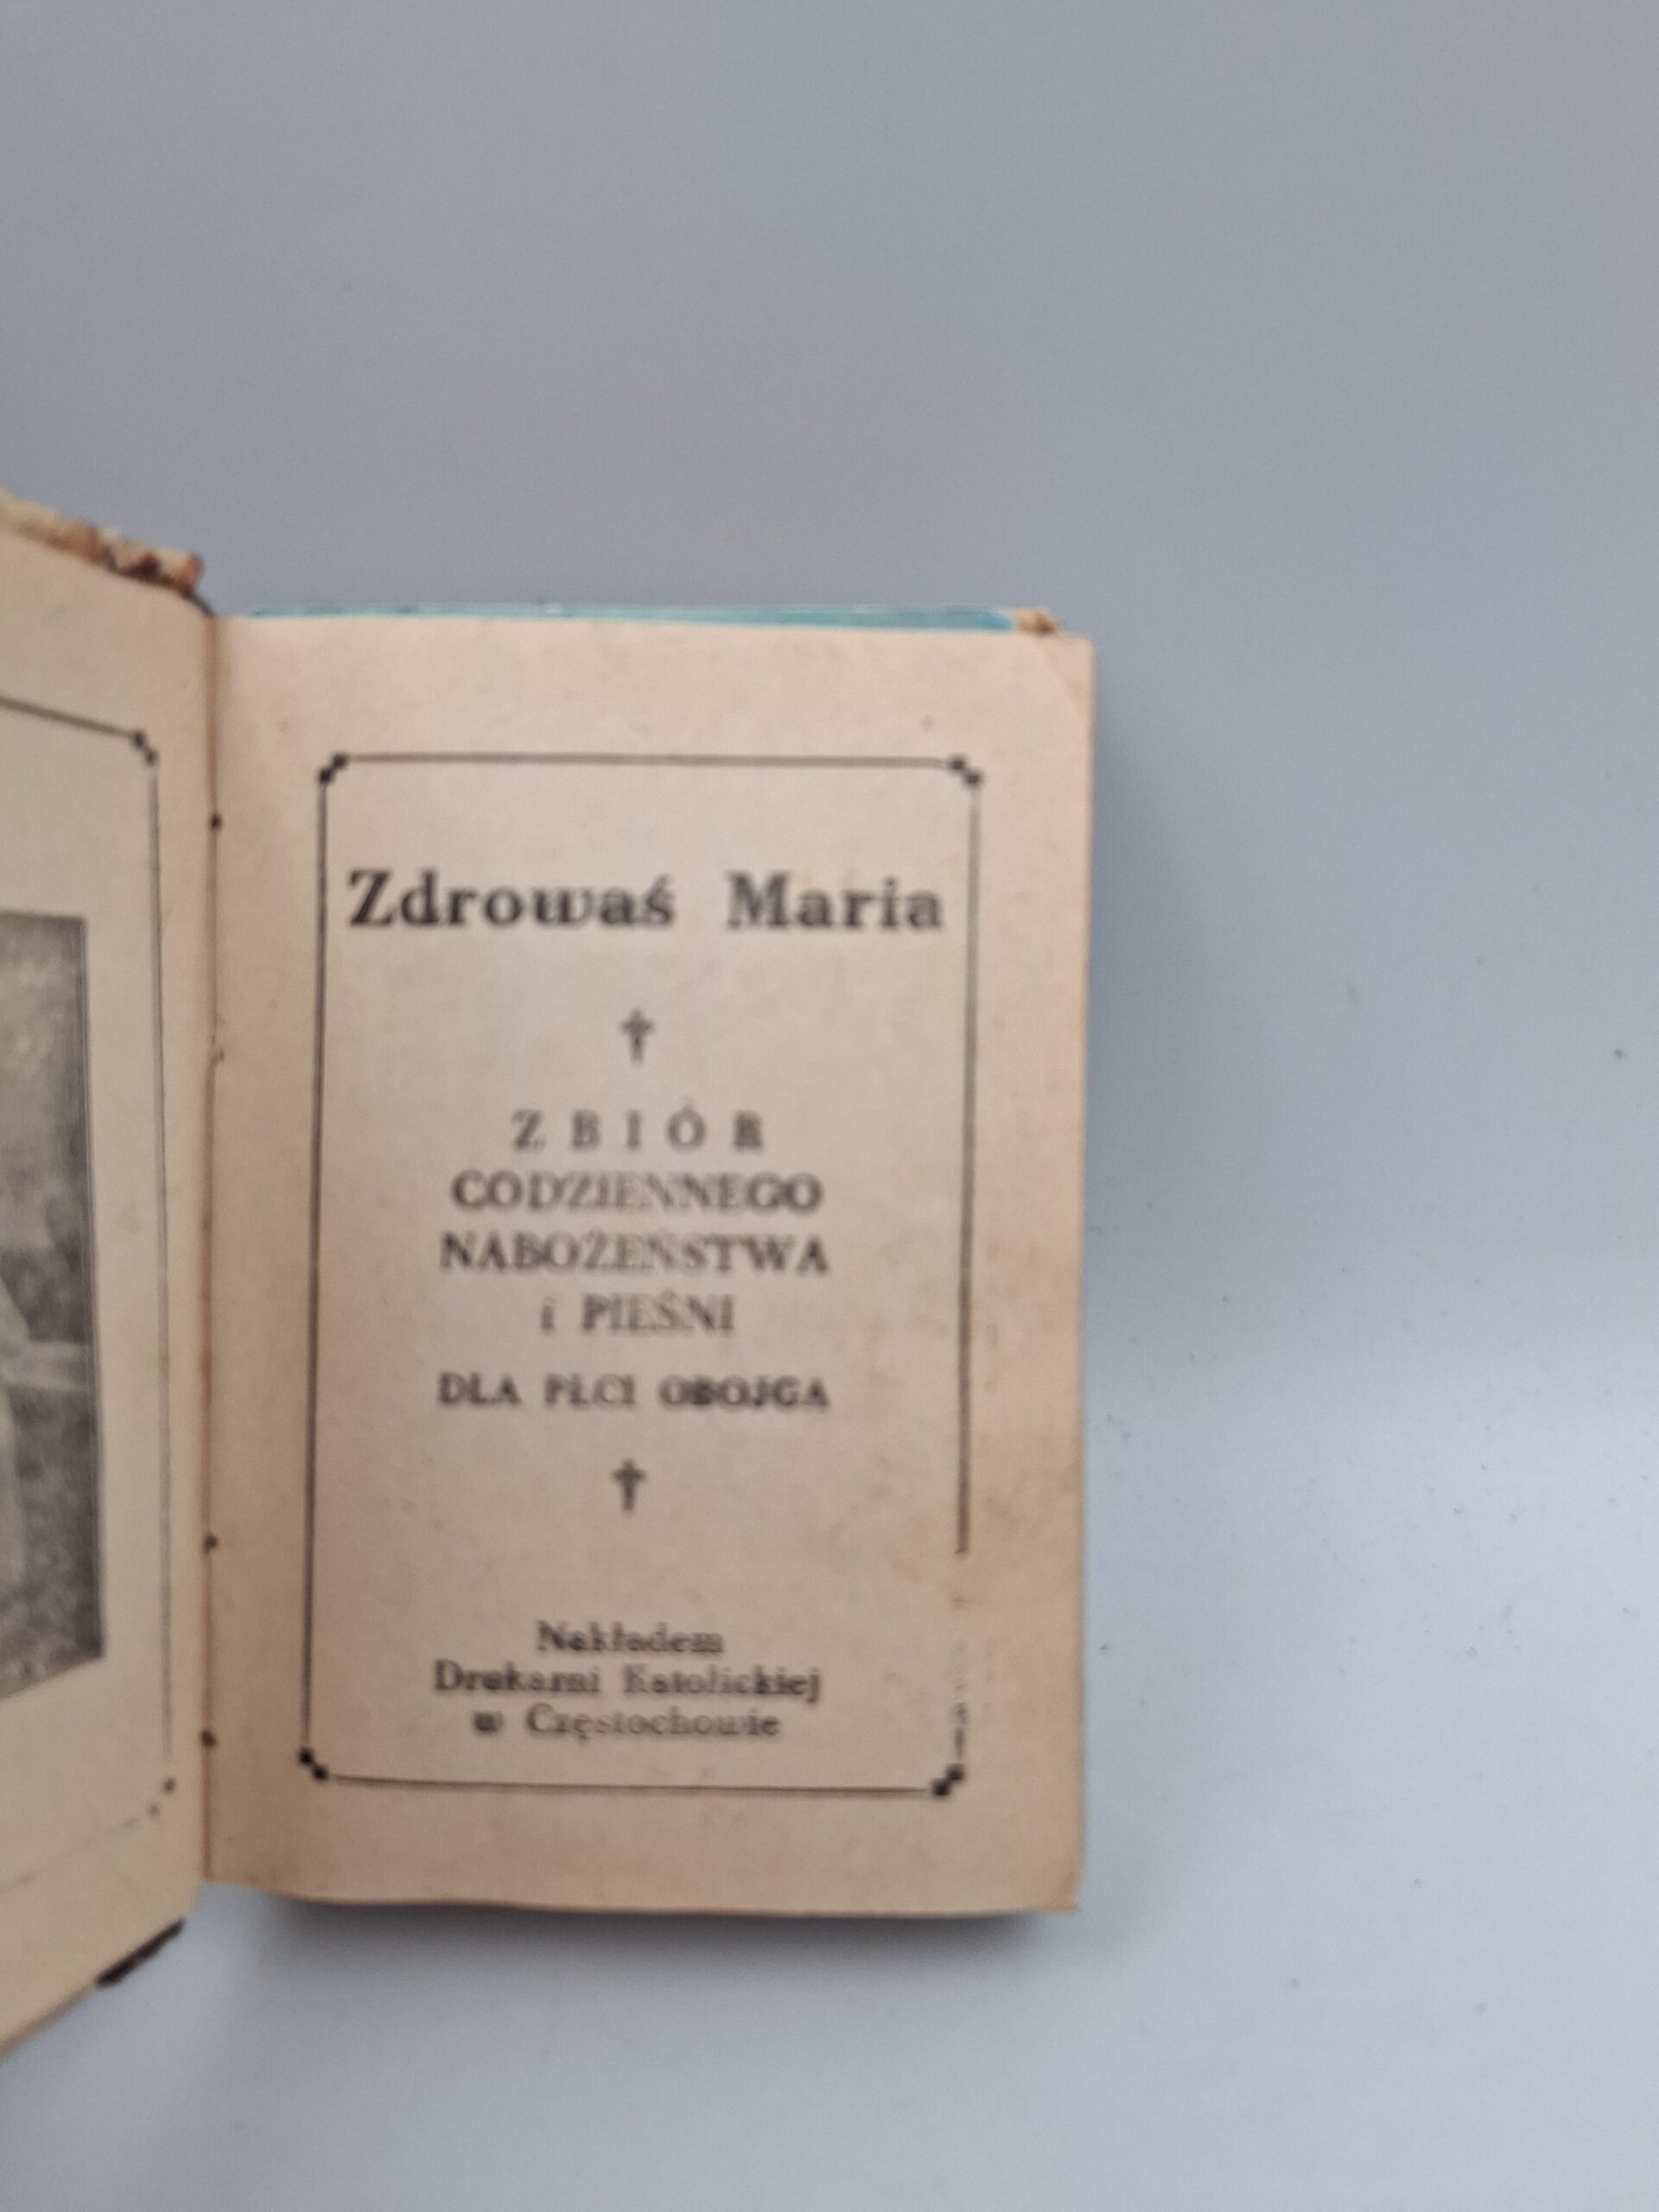 Zdrowaś Maria
†
ZBIÓR
CODZIENNEGO
NABOŻEŃSTWA
i PIEŚNI
DLA PŁCI OBOJGA
†
Nakładem
Drukarni Katolickiej
w Częstochowie